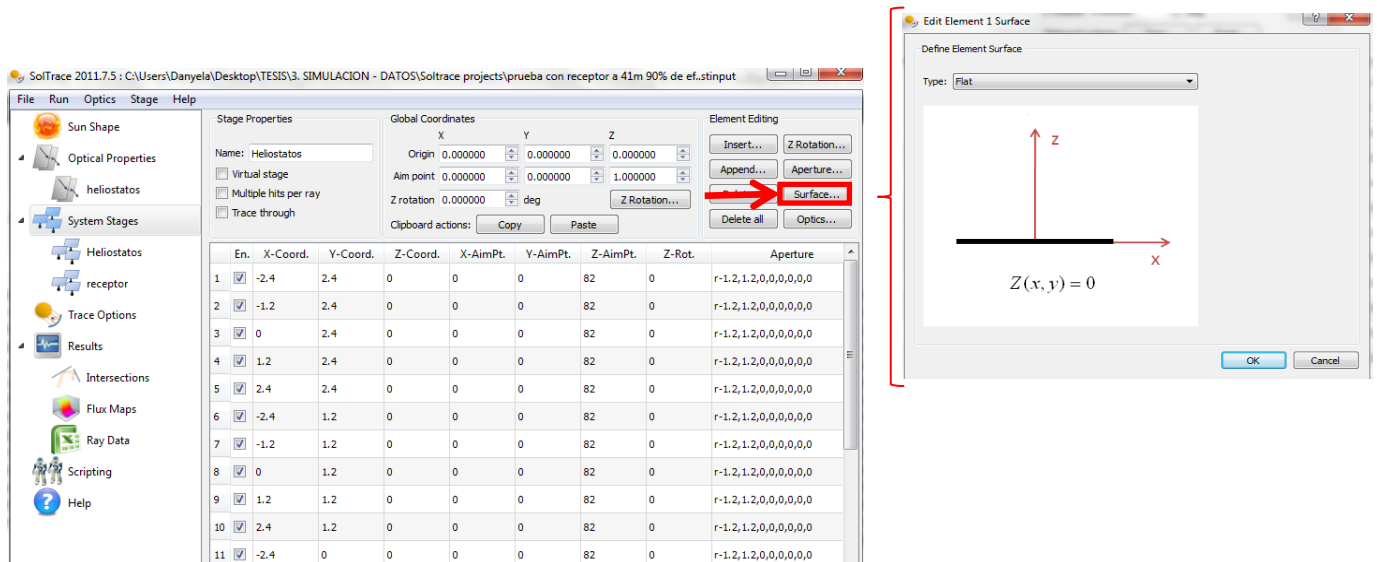 SolTrace 2011.7.5 : C:\Users\Danyela\Desktop\TESIS\3. SIMULACION - DATOS\Soltrace projects\prueba con receptor a 41m 90% de ef..stinput
File Run Optics Stage Help
Sun Shape
Optical Properties
heliostatos
System Stages
Heliostatos
receptor
Trace Options
Results
Intersections
Flux Maps
Ray Data
Scripting
Help
Stage Properties
Name: Heliostatos
Virtual stage
Multiple hits per ray
Trace through
Global Coordinates
X Y Z
Origin 0.000000 0.000000 0.000000
Aim point 0.000000 0.000000 1.000000
Z rotation 0.000000 deg Z Rotation...
Clipboard actions: Copy Paste
Element Editing
Insert... Z Rotation...
Append... Aperture...
Surface...
Delete all Optics...
En. X-Coord. Y-Coord. Z-Coord. X-AimPt. Y-AimPt. Z-AimPt. Z-Rot. Aperture
1 -2.4 2.4 0 0 0 82 0 r-1.2,1.2,0,0,0,0,0,0
2 -1.2 2.4 0 0 0 82 0 r-1.2,1.2,0,0,0,0,0,0
3 0 2.4 0 0 0 82 0 r-1.2,1.2,0,0,0,0,0,0
4 1.2 2.4 0 0 0 82 0 r-1.2,1.2,0,0,0,0,0,0
5 2.4 2.4 0 0 0 82 0 r-1.2,1.2,0,0,0,0,0,0
6 -2.4 1.2 0 0 0 82 0 r-1.2,1.2,0,0,0,0,0,0
7 -1.2 1.2 0 0 0 82 0 r-1.2,1.2,0,0,0,0,0,0
8 0 1.2 0 0 0 82 0 r-1.2,1.2,0,0,0,0,0,0
9 1.2 1.2 0 0 0 82 0 r-1.2,1.2,0,0,0,0,0,0
10 2.4 1.2 0 0 0 82 0 r-1.2,1.2,0,0,0,0,0,0
11 -2.4 0 0 0 0 82 0 r-1.2,1.2,0,0,0,0,0,0
Edit Element 1 Surface
Define Element Surface
Type: Flat
Z
X
Z(x, y) = 0
OK Cancel